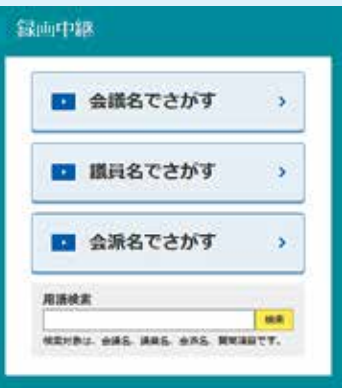 録画中継
会議名でさがす
議員名でさがす
会派名でさがす
用語検索
検索
検索対象は、会議名、議員名、会派名、質問項目です。